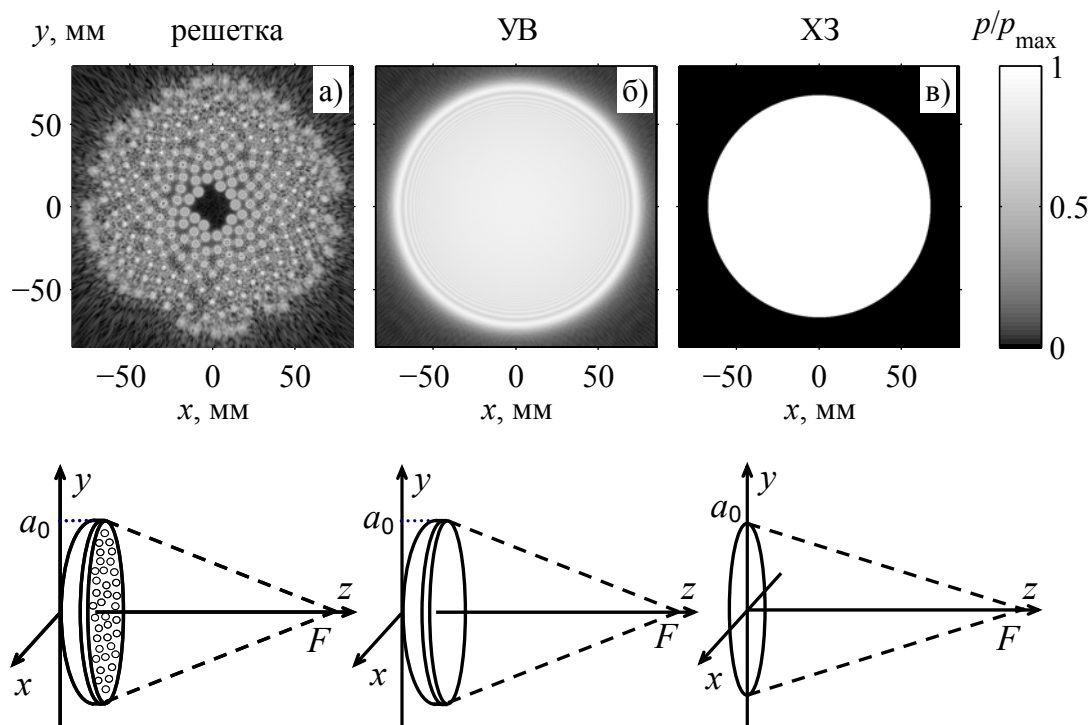 y, мм решетка УВ ХЗ p/pmax
а) б) в) 1
50
0 0.5
−50
0
−50 0 50 −50 0 50 −50 0 50
x, мм x, мм x, мм
y y y
a0 a0 a0
z z z
F F F
x x x